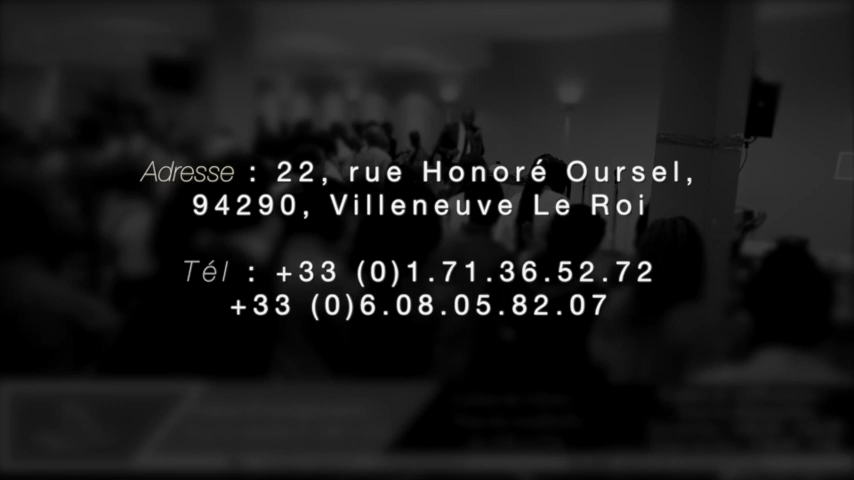 Adresse : 22, rue Honoré Oursel,
94290, Villeneuve Le Roi
Tél : +33 (0)1.71.36.52.72
+33 (0)6.08.05.82.07